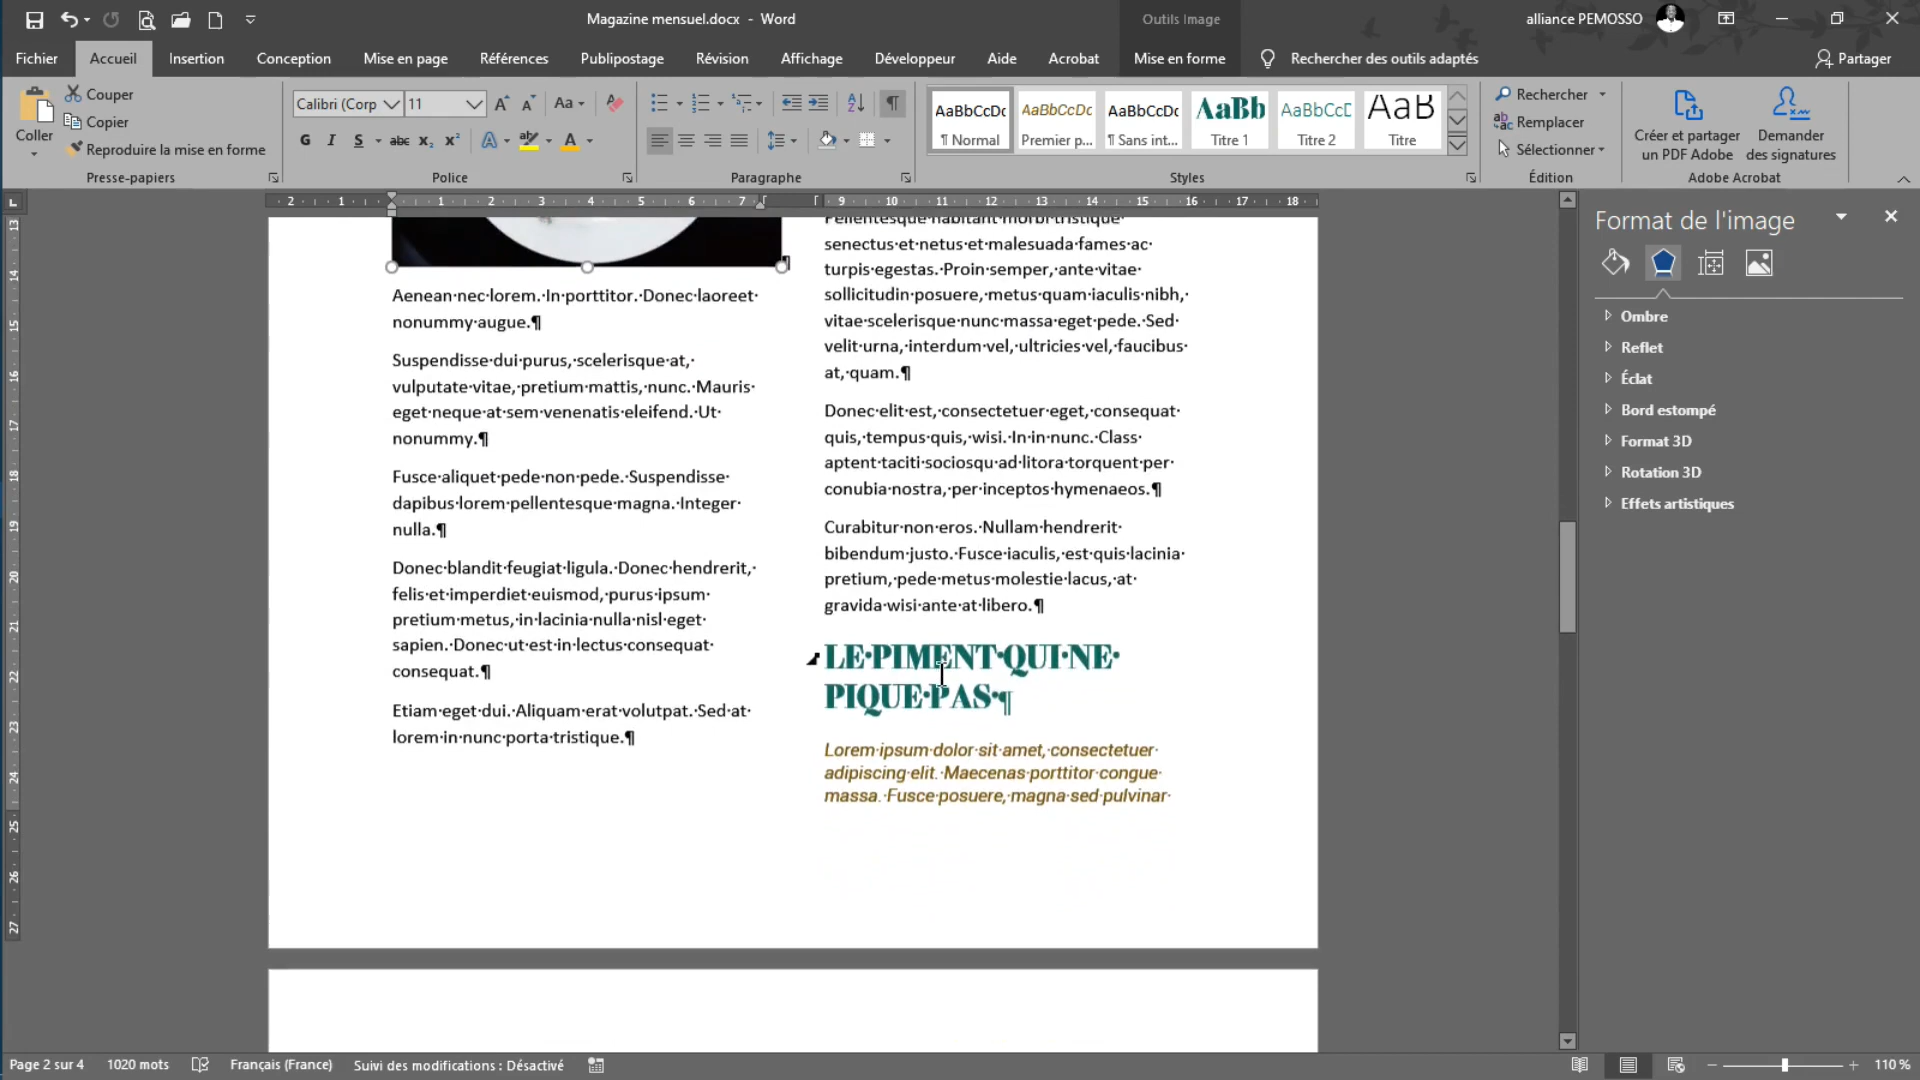 Magazine mensuel.docx - Word
Outils Image
alliance PEMOSSO
Fichier
Accueil
Insertion
Conception
Mise en page
Références
Publipostage
Révision
Affichage
Développeur
Aide
Acrobat
Mise en forme
Rechercher des outils adaptés
Partager
Coller
Couper
Copier
Reproduire la mise en forme
Presse-papiers
Calibri (Corp
11
Police
Paragraphe
AaBbCcDc
¶ Normal
AaBbCcDc
Premier p...
AaBbCcDc
¶ Sans int...
AaBb
Titre 1
AaBbCcC
Titre 2
AaB
Titre
Styles
Rechercher
Remplacer
Sélectionner
Édition
Créer et partager
un PDF Adobe
Demander
des signatures
Adobe Acrobat
Aenean·nec·lorem.·In·porttitor.·Donec·laoreet·
nonummy·augue.¶
Suspendisse·dui·purus,·scelerisque·at,·
vulputate·vitae,·pretium·mattis,·nunc.·Mauris·
eget·neque·at·sem·venenatis·eleifend.·Ut·
nonummy.¶
Fusce·aliquet·pede·non·pede.·Suspendisse·
dapibus·lorem·pellentesque·magna.·Integer·
nulla.¶
Donec·blandit·feugiat·ligula.·Donec·hendrerit,·
felis·et·imperdiet·euismod,·purus·ipsum·
pretium·metus,·in·lacinia·nulla·nisl·eget·
sapien.·Donec·ut·est·in·lectus·consequat·
consequat.¶
Etiam·eget·dui.·Aliquam·erat·volutpat.·Sed·at·
lorem·in·nunc·porta·tristique.¶
Pellentesque·habitant·morbi·tristique·
senectus·et·netus·et·malesuada·fames·ac·
turpis·egestas.·Proin·semper,·ante·vitae·
sollicitudin·posuere,·metus·quam·iaculis·nibh,·
vitae·scelerisque·nunc·massa·eget·pede.·Sed·
velit·urna,·interdum·vel,·ultricies·vel,·faucibus·
at,·quam.¶
Donec·elit·est,·consectetuer·eget,·consequat·
quis,·tempus·quis,·wisi.·In·in·nunc.·Class·
aptent·taciti·sociosqu·ad·litora·torquent·per·
conubia·nostra,·per·inceptos·hymenaeos.¶
Curabitur·non·eros.·Nullam·hendrerit·
bibendum·justo.·Fusce·iaculis,·est·quis·lacinia·
pretium,·pede·metus·molestie·lacus,·at·
gravida·wisi·ante·at·libero.¶
LE·PIMENT·QUI·NE·
PIQUE·PAS·¶
Lorem·ipsum·dolor·sit·amet,·consectetuer·
adipiscing·elit.·Maecenas·porttitor·congue·
massa.·Fusce·posuere,·magna·sed·pulvinar·
Format de l'image
Ombre
Reflet
Éclat
Bord estompé
Format 3D
Rotation 3D
Effets artistiques
Page 2 sur 4
1020 mots
Français (France)
Suivi des modifications : Désactivé
110 %